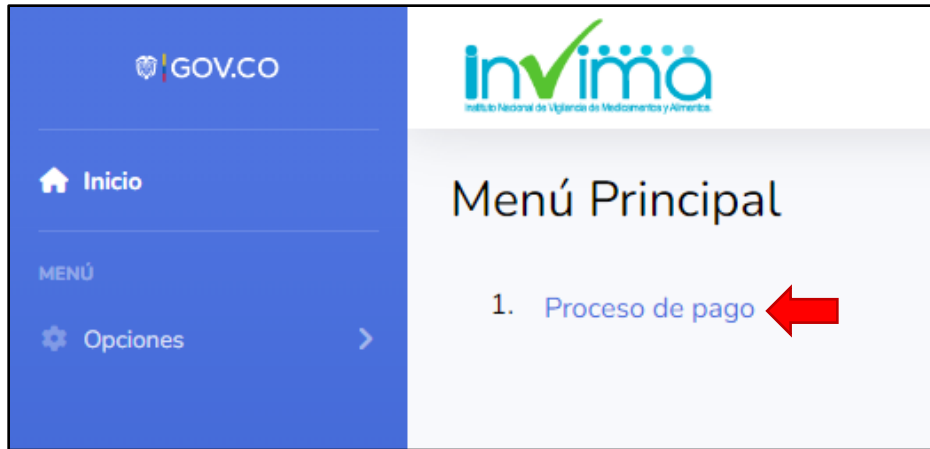 GOV.CO
Inicio
MENÚ
Opciones
invima
Instituto Nacional de Vigilancia de Medicamentos y Alimentos
Menú Principal
1. Proceso de pago